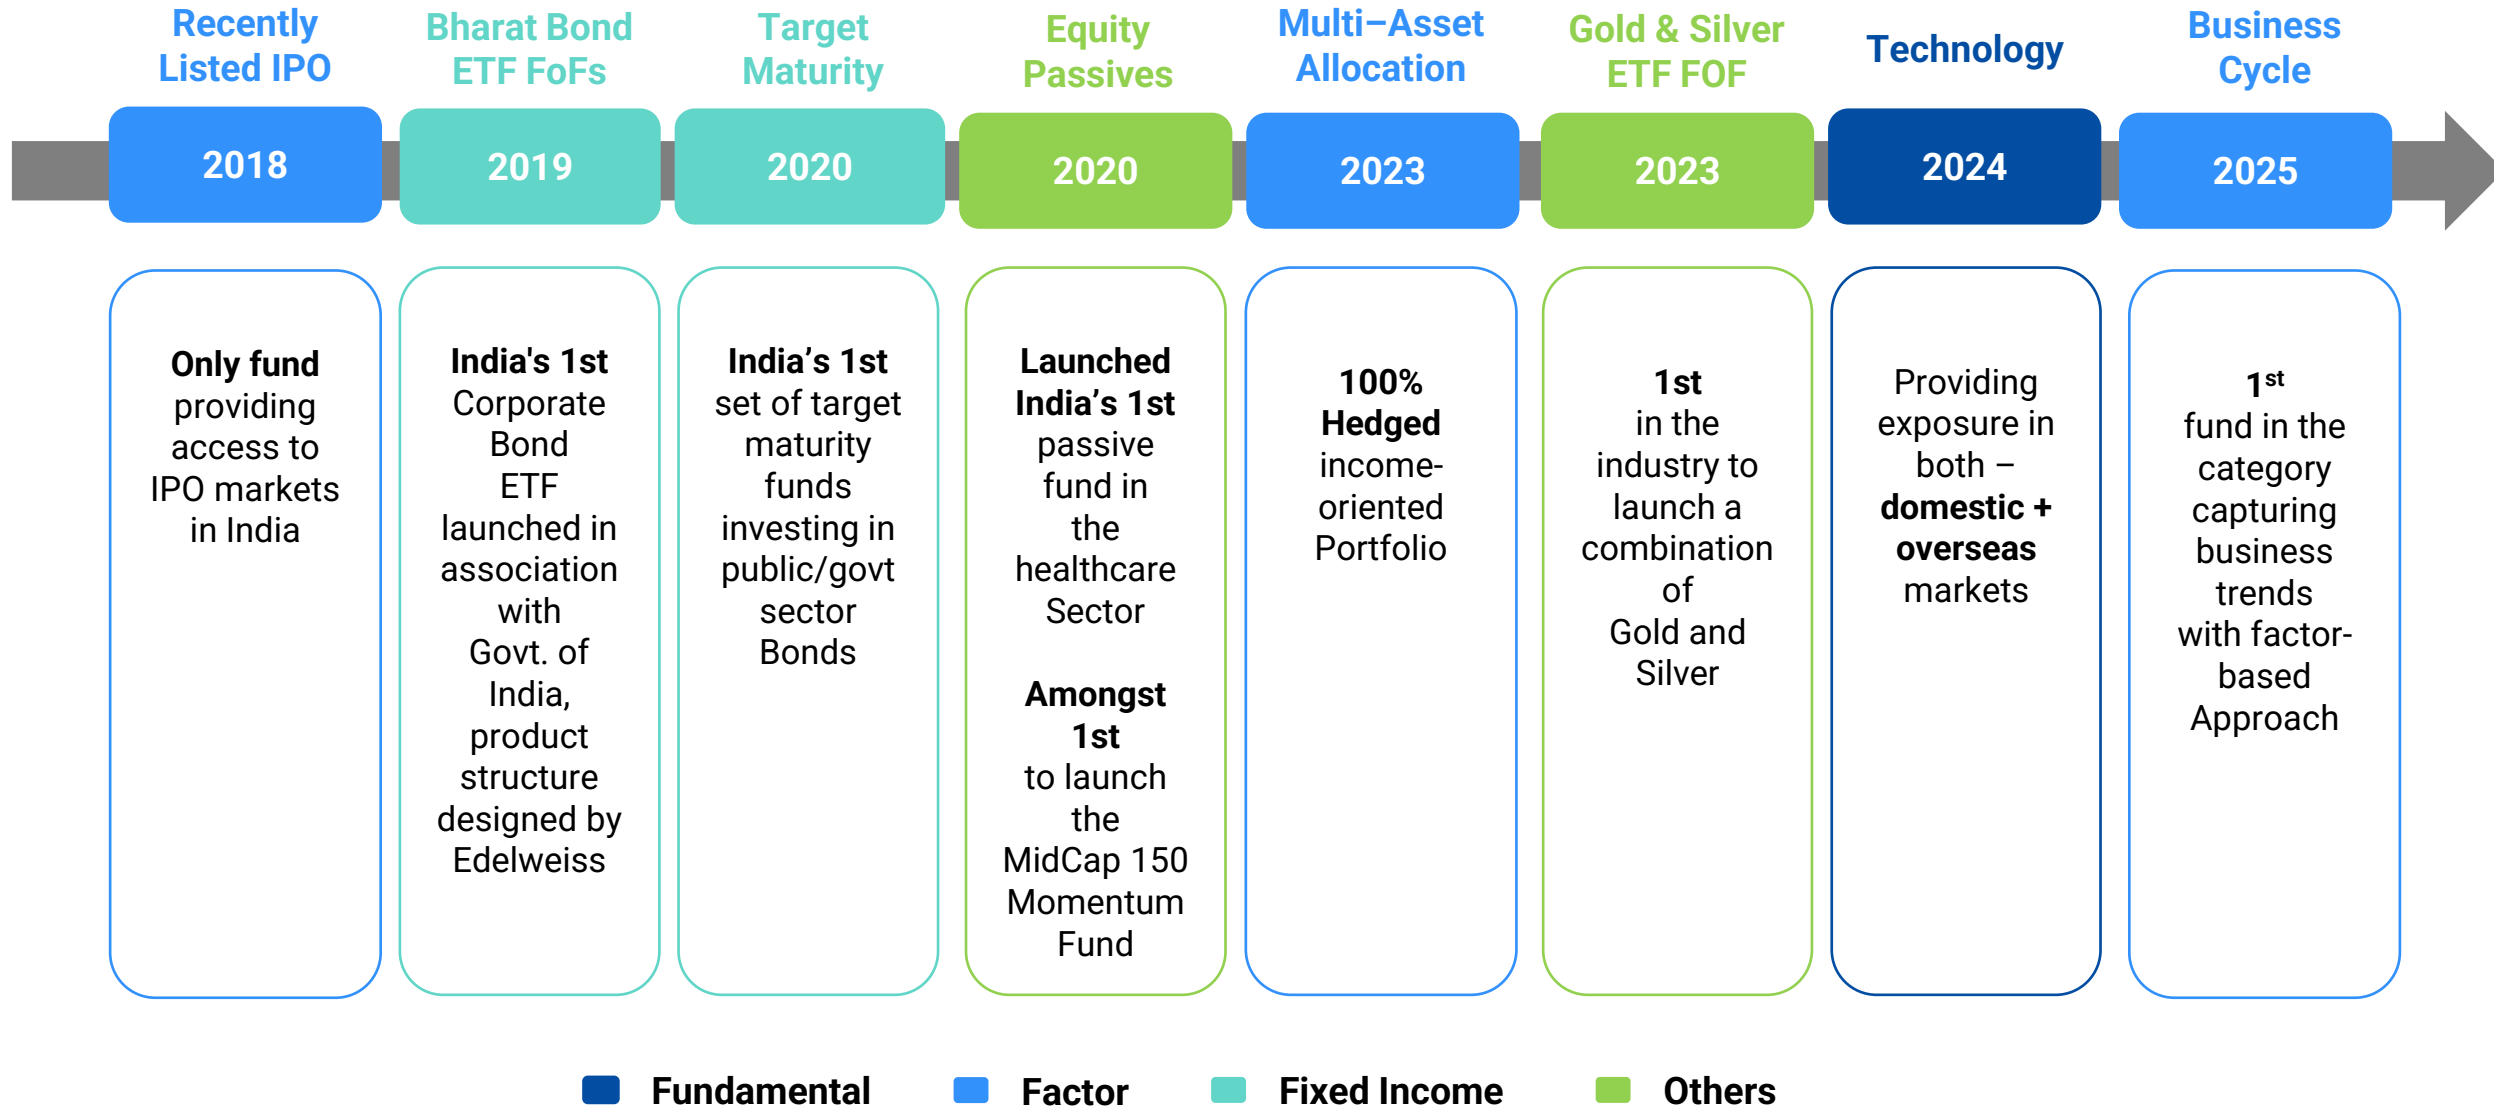 Recently
Listed IPO
Bharat Bond
ETF FoFs
Target
Maturity
Equity
Passives
Multi–Asset
Allocation
Gold & Silver
ETF FOF
Technology
Business
Cycle
2018
2019
2020
2020
2023
2023
2024
2025
Only fund
providing
access to
IPO markets
in India
India's 1st
Corporate
Bond
ETF
launched in
association
with
Govt. of
India,
product
structure
designed by
Edelweiss
India’s 1st
set of target
maturity
funds
investing in
public/govt
sector
Bonds
Launched
India’s 1st
passive
fund in
the
healthcare
Sector
Amongst
1st
to launch
the
MidCap 150
Momentum
Fund
100%
Hedged
income-
oriented
Portfolio
1st
in the
industry to
launch a
combination
of
Gold and
Silver
Providing
exposure in
both –
domestic +
overseas
markets
1st
fund in the
category
capturing
business
trends
with factor-
based
Approach
Fundamental
Factor
Fixed Income
Others